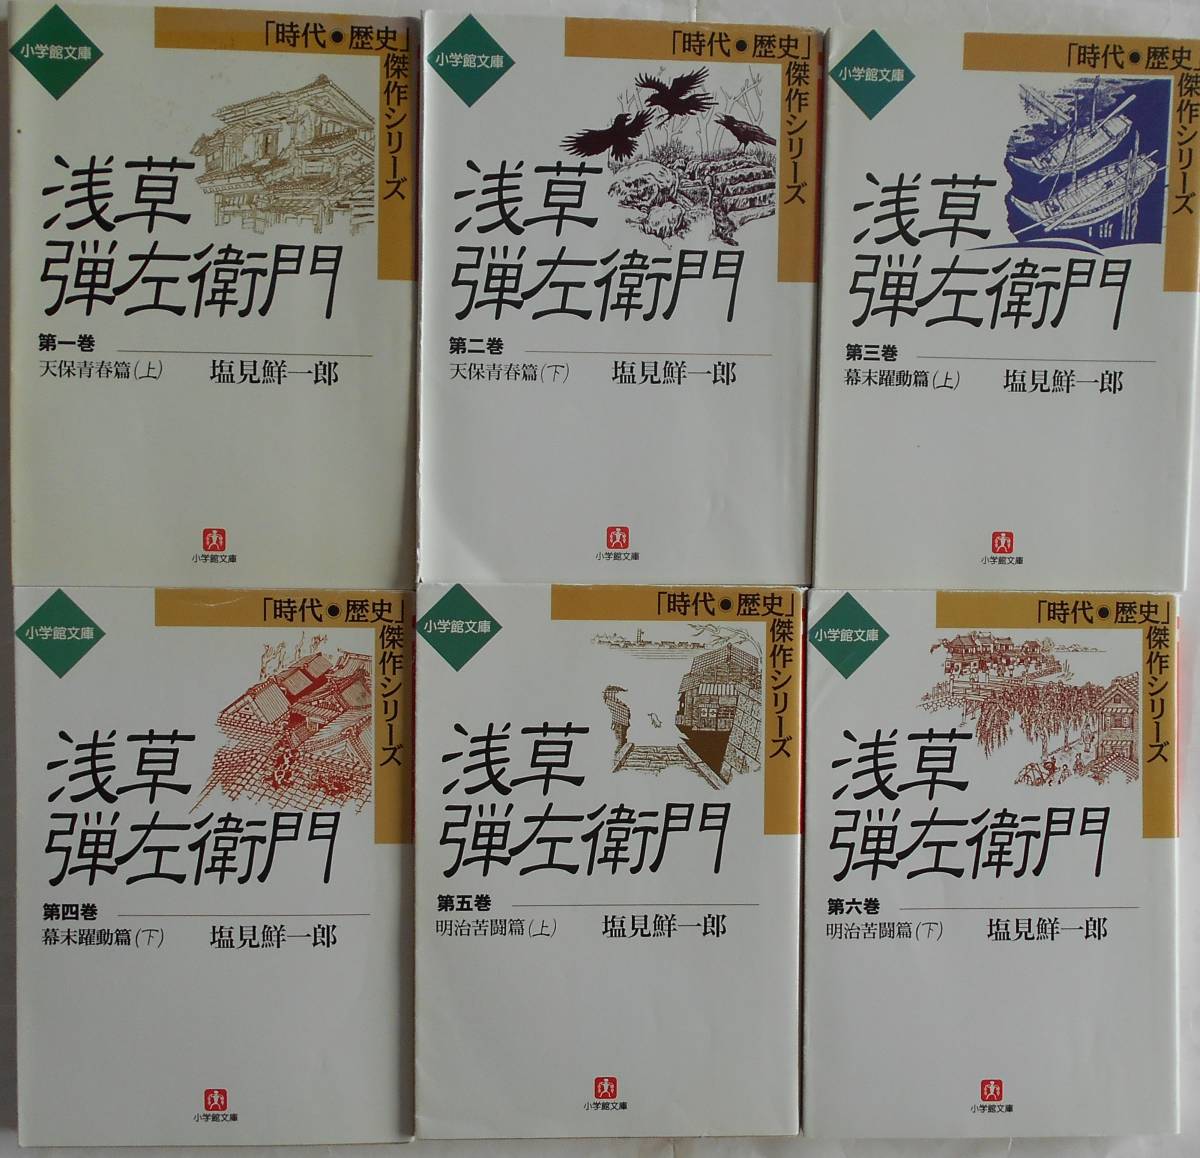 小学館文庫
「時代●歴史」
傑作シリーズ
浅草
弾左衛門
第一巻
天保青春篇(上)
塩見鮮一郎
小学館文庫
小学館文庫
「時代●歴史」
傑作シリーズ
浅草
弾左衛門
第二巻
天保青春篇(下)
塩見鮮一郎
小学館文庫
小学館文庫
「時代●歴史」
傑作シリーズ
浅草
弾左衛門
第三巻
幕末躍動篇(上)
塩見鮮一郎
小学館文庫
小学館文庫
「時代●歴史」
傑作シリーズ
浅草
弾左衛門
第四巻
幕末躍動篇(下)
塩見鮮一郎
小学館文庫
小学館文庫
「時代●歴史」
傑作シリーズ
浅草
弾左衛門
第五巻
明治苦闘篇(上)
塩見鮮一郎
小学館文庫
小学館文庫
「時代●歴史」
傑作シリーズ
浅草
弾左衛門
第六巻
明治苦闘篇(下)
塩見鮮一郎
小学館文庫